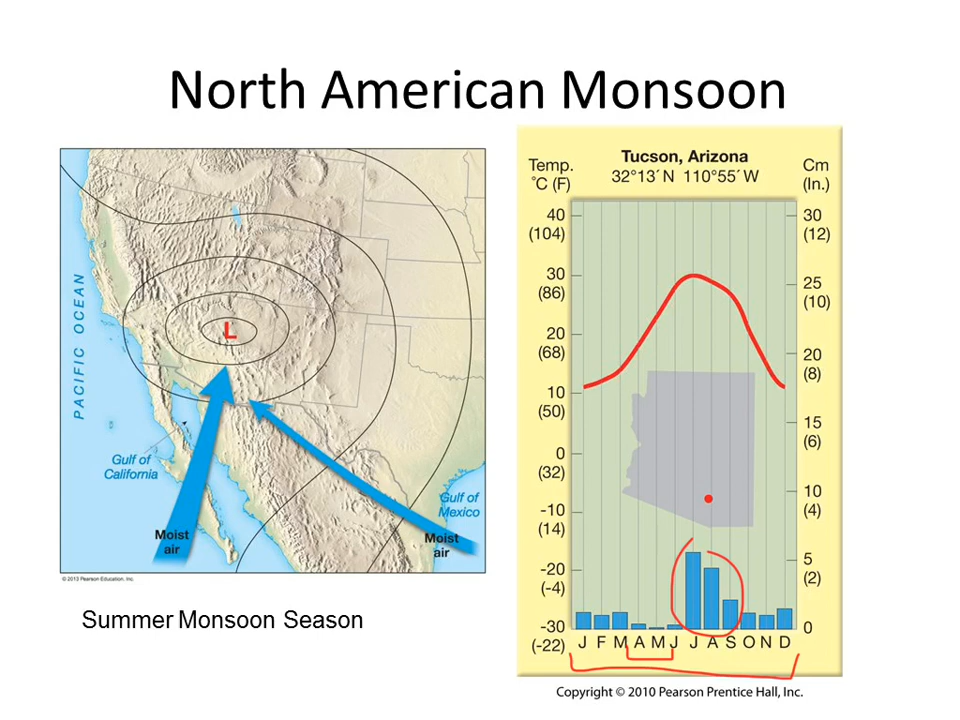 North American Monsoon
PACIFIC OCEAN
L
Gulf of
California
Gulf of
Mexico
Moist
air
Moist
air
© 2013 Pearson Education, Inc.
Summer Monsoon Season
Tucson, Arizona
32°13´ N 110°55´ W
Temp.
°C (F)
Cm
(In.)
40
(104)
30
(86)
20
(68)
10
(50)
0
(32)
-10
(14)
-20
(-4)
-30
(-22)
30
(12)
25
(10)
20
(8)
15
(6)
10
(4)
5
(2)
0
J F M A M J J A S O N D
Copyright © 2010 Pearson Prentice Hall, Inc.